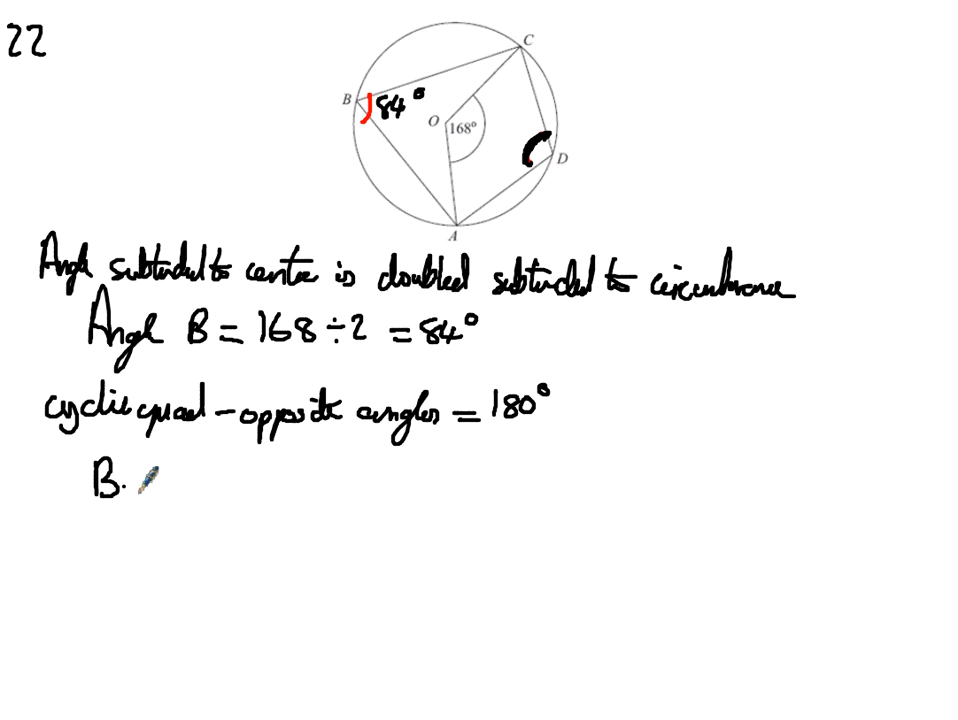 22
C
B 84°
O 168°
D
A
Angle subtended to centre is doubled subtended to circumference
Angle B = 168 ÷ 2 = 84°
cyclic quad - opposite angles = 180°
B.